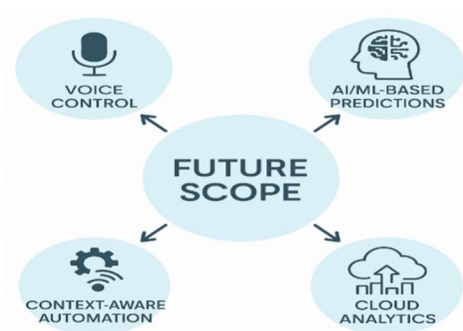 VOICE
CONTROL
AI/ML-BASED
PREDICTIONS
FUTURE
SCOPE
CONTEXT-AWARE
AUTOMATION
CLOUD
ANALYTICS